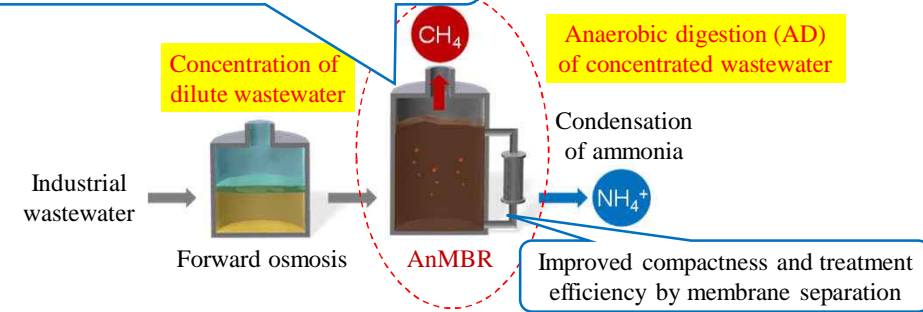 CH4
Anaerobic digestion (AD)
of concentrated wastewater
Concentration of
dilute wastewater
Condensation
of ammonia
Industrial
wastewater
NH4+
Forward osmosis
AnMBR
Improved compactness and treatment
efficiency by membrane separation